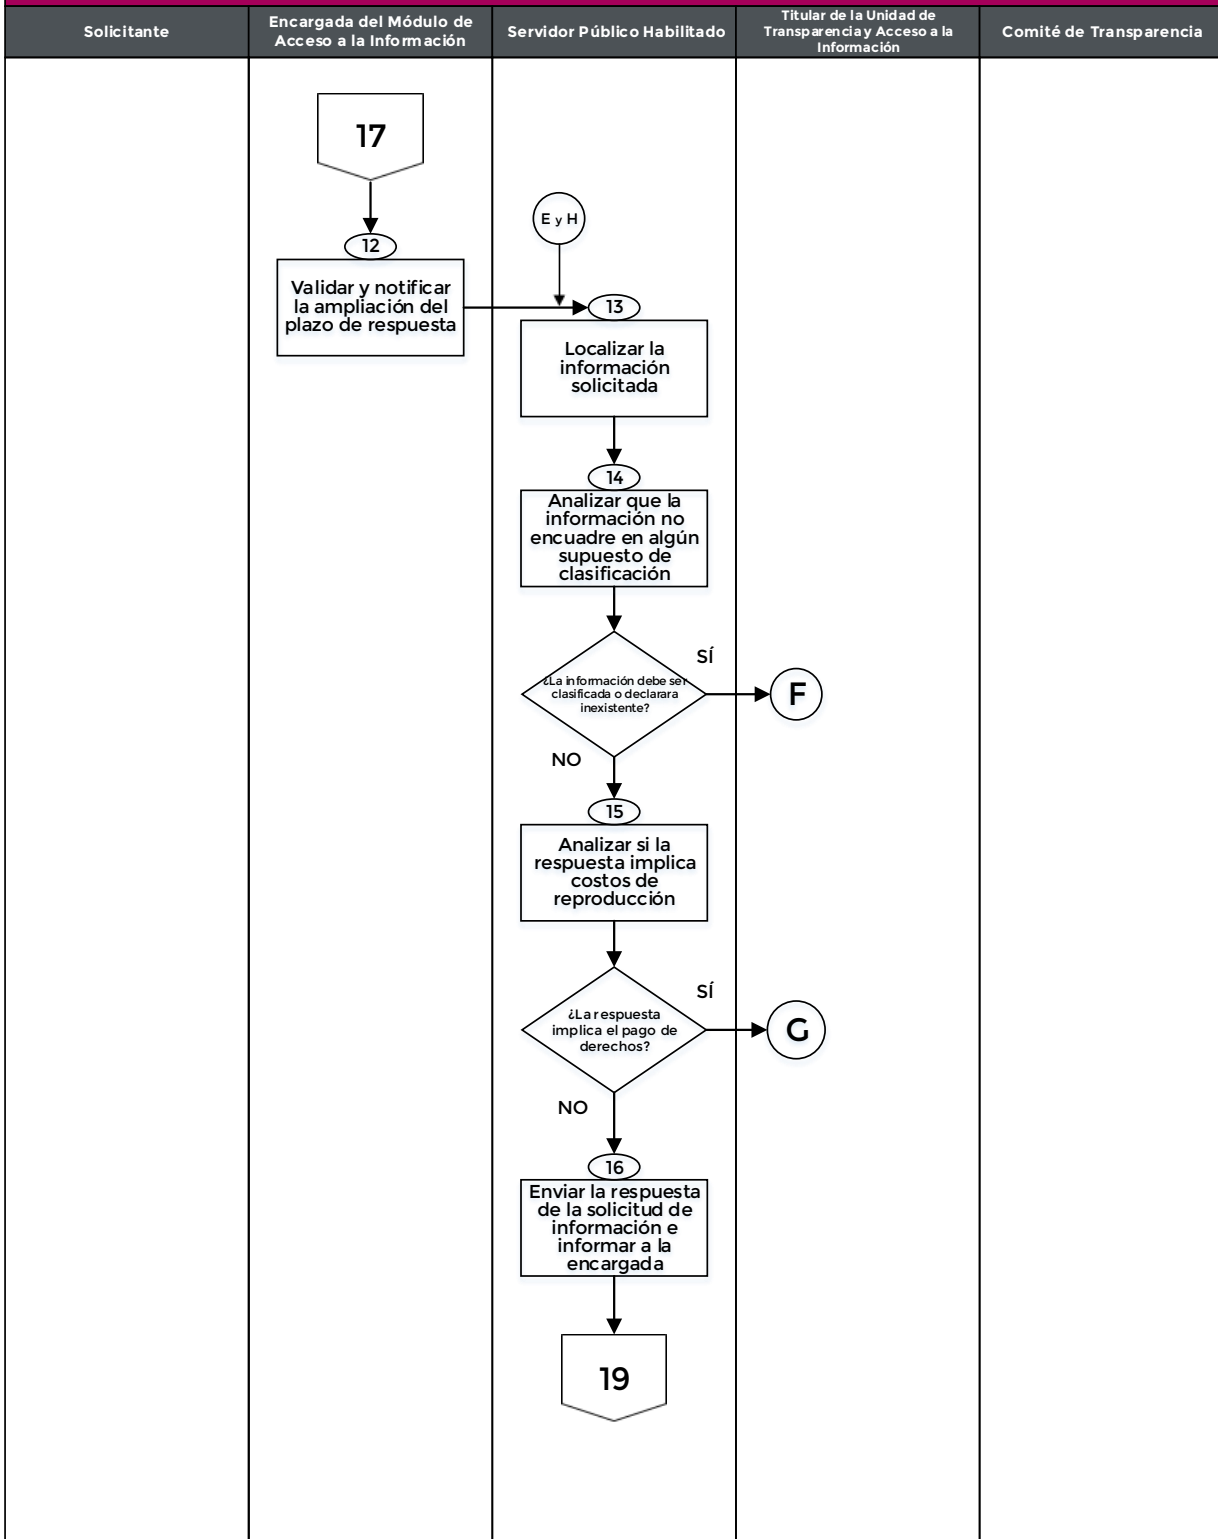 Solicitante
Encargada del Módulo de
Acceso a la Información
Servidor Público Habilitado
Titular de la Unidad de
Transparencia y Acceso a la
Información
Comité de Transparencia
17
E y H
12
Validar y notificar
la ampliación del
plazo de respuesta
13
Localizar la
información
solicitada
14
Analizar que la
información no
encuadre en algún
supuesto de
clasificación
SÍ
¿La información debe ser
clasificada o declarara
inexistente?
F
NO
15
Analizar si la
respuesta implica
costos de
reproducción
SÍ
¿La respuesta
implica el pago de
derechos?
G
NO
16
Enviar la respuesta
de la solicitud de
información e
informar a la
encargada
19